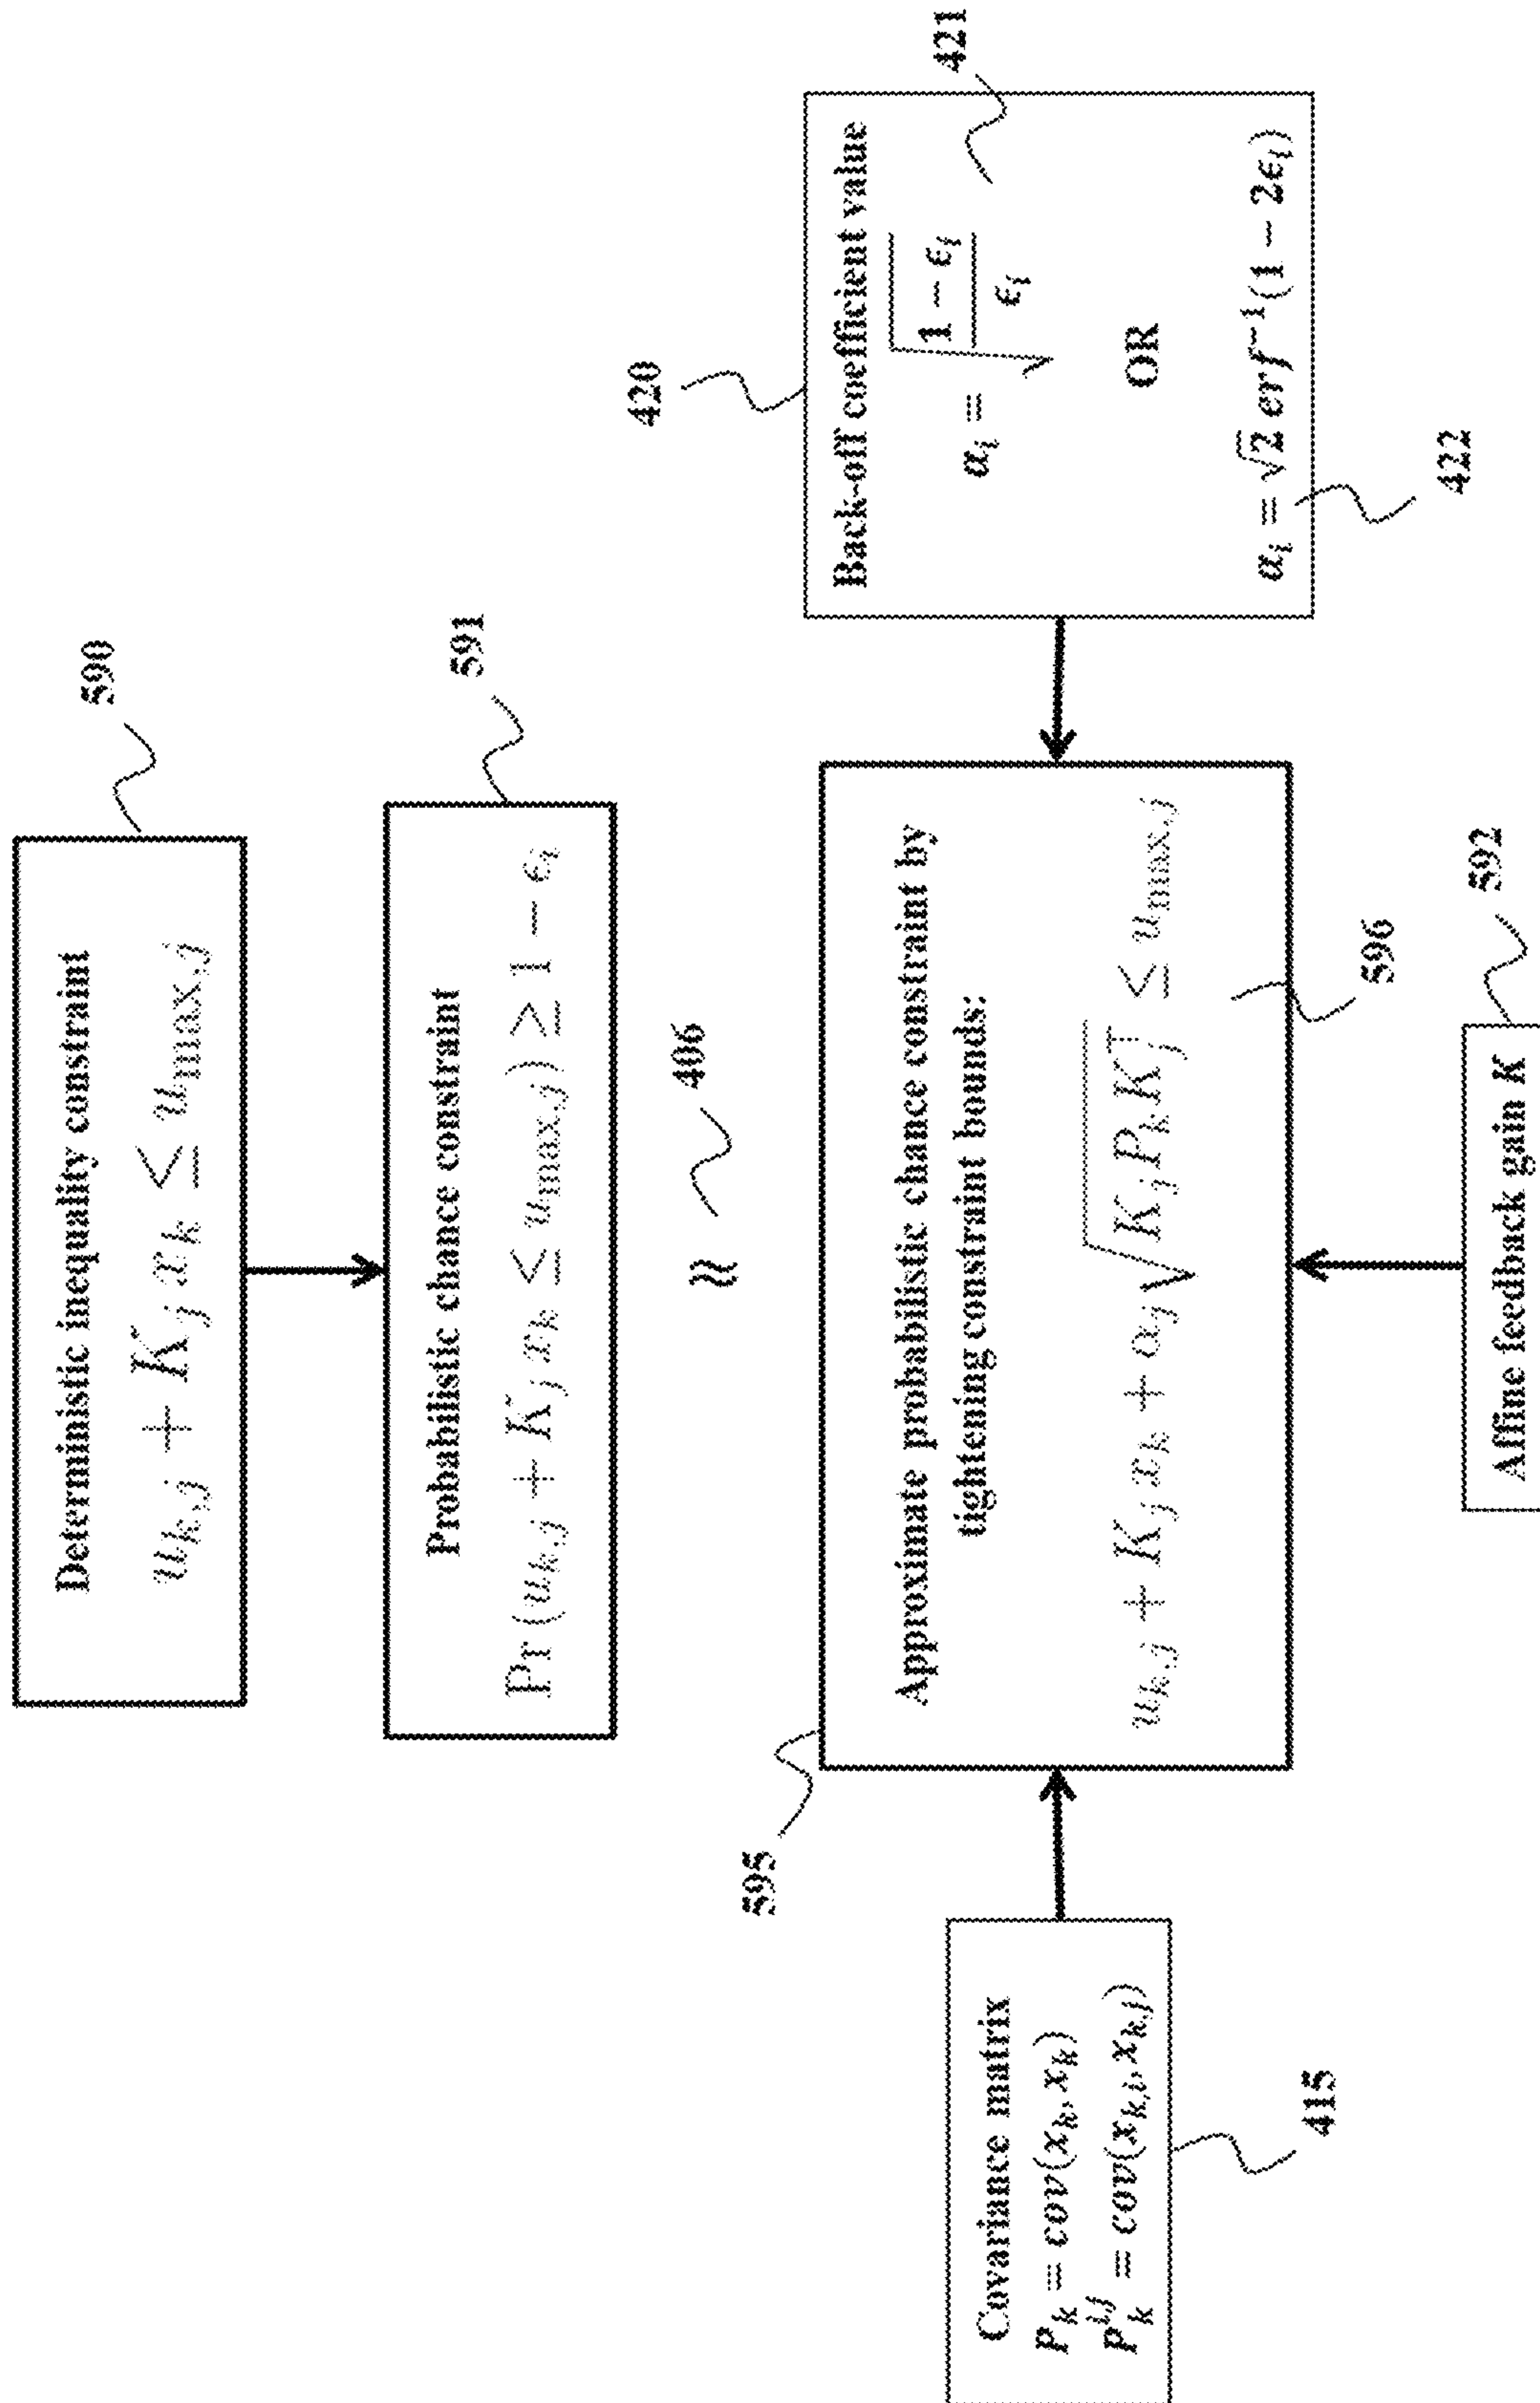 Deterministic inequality constraint
u_{k,j} + K_j x_k ≤ u_{max,j}
590
Probabilistic chance constraint
Pr(u_{k,j} + K_j x_k ≤ u_{max,j}) ≥ 1 − ϵ_i
591
≈
406
595
Approximate probabilistic chance constraint by
tightening constraint bounds:
u_{k,j} + K_j x_k + α_j √(K_j P_k K_j^⊤) ≤ u_{max,j}
596
Covariance matrix
P_k = cov(x_k, x_k)
P_k^{i,j} = cov(x_{k,i}, x_{k,j})
415
420
Back-off coefficient value
α_i = √((1 − ϵ_i)/ϵ_i)
421
OR
α_i = √2 erf^{−1}(1 − 2ϵ_i)
422
Affine feedback gain K
592